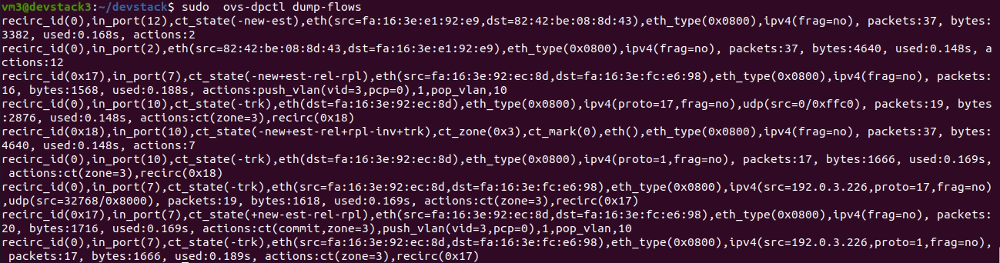 vm3@devstack3:~/devstack$ sudo  ovs-dpctl dump-flows
recirc_id(0),in_port(12),ct_state(-new-est),eth(src=fa:16:3e:e1:92:e9,dst=82:42:be:08:8d:43),eth_type(0x0800),ipv4(frag=no), packets:37, bytes:
3382, used:0.168s, actions:2
recirc_id(0),in_port(2),eth(src=82:42:be:08:8d:43,dst=fa:16:3e:e1:92:e9),eth_type(0x0800),ipv4(frag=no), packets:37, bytes:4640, used:0.148s, a
ctions:12
recirc_id(0x17),in_port(7),ct_state(-new+est-rel-rpl),eth(src=fa:16:3e:92:ec:8d,dst=fa:16:3e:fc:e6:98),eth_type(0x0800),ipv4(frag=no), packets:
16, bytes:1568, used:0.188s, actions:push_vlan(vid=3,pcp=0),1,pop_vlan,10
recirc_id(0),in_port(10),ct_state(-trk),eth(dst=fa:16:3e:92:ec:8d),eth_type(0x0800),ipv4(proto=17,frag=no),udp(src=0/0xffc0), packets:19, bytes
:2876, used:0.148s, actions:ct(zone=3),recirc(0x18)
recirc_id(0x18),in_port(10),ct_state(-new+est-rel+rpl-inv+trk),ct_zone(0x3),ct_mark(0),eth(),eth_type(0x0800),ipv4(frag=no), packets:37, bytes:
4640, used:0.148s, actions:7
recirc_id(0),in_port(10),ct_state(-trk),eth(dst=fa:16:3e:92:ec:8d),eth_type(0x0800),ipv4(proto=1,frag=no), packets:17, bytes:1666, used:0.169s,
 actions:ct(zone=3),recirc(0x18)
recirc_id(0),in_port(7),ct_state(-trk),eth(src=fa:16:3e:92:ec:8d,dst=fa:16:3e:fc:e6:98),eth_type(0x0800),ipv4(src=192.0.3.226,proto=17,frag=no)
,udp(src=32768/0x8000), packets:19, bytes:1618, used:0.169s, actions:ct(zone=3),recirc(0x17)
recirc_id(0x17),in_port(7),ct_state(+new-est-rel-rpl),eth(src=fa:16:3e:92:ec:8d,dst=fa:16:3e:fc:e6:98),eth_type(0x0800),ipv4(frag=no), packets:
20, bytes:1716, used:0.169s, actions:ct(commit,zone=3),push_vlan(vid=3,pcp=0),1,pop_vlan,10
recirc_id(0),in_port(7),ct_state(-trk),eth(src=fa:16:3e:92:ec:8d,dst=fa:16:3e:fc:e6:98),eth_type(0x0800),ipv4(src=192.0.3.226,proto=1,frag=no),
 packets:17, bytes:1666, used:0.189s, actions:ct(zone=3),recirc(0x17)